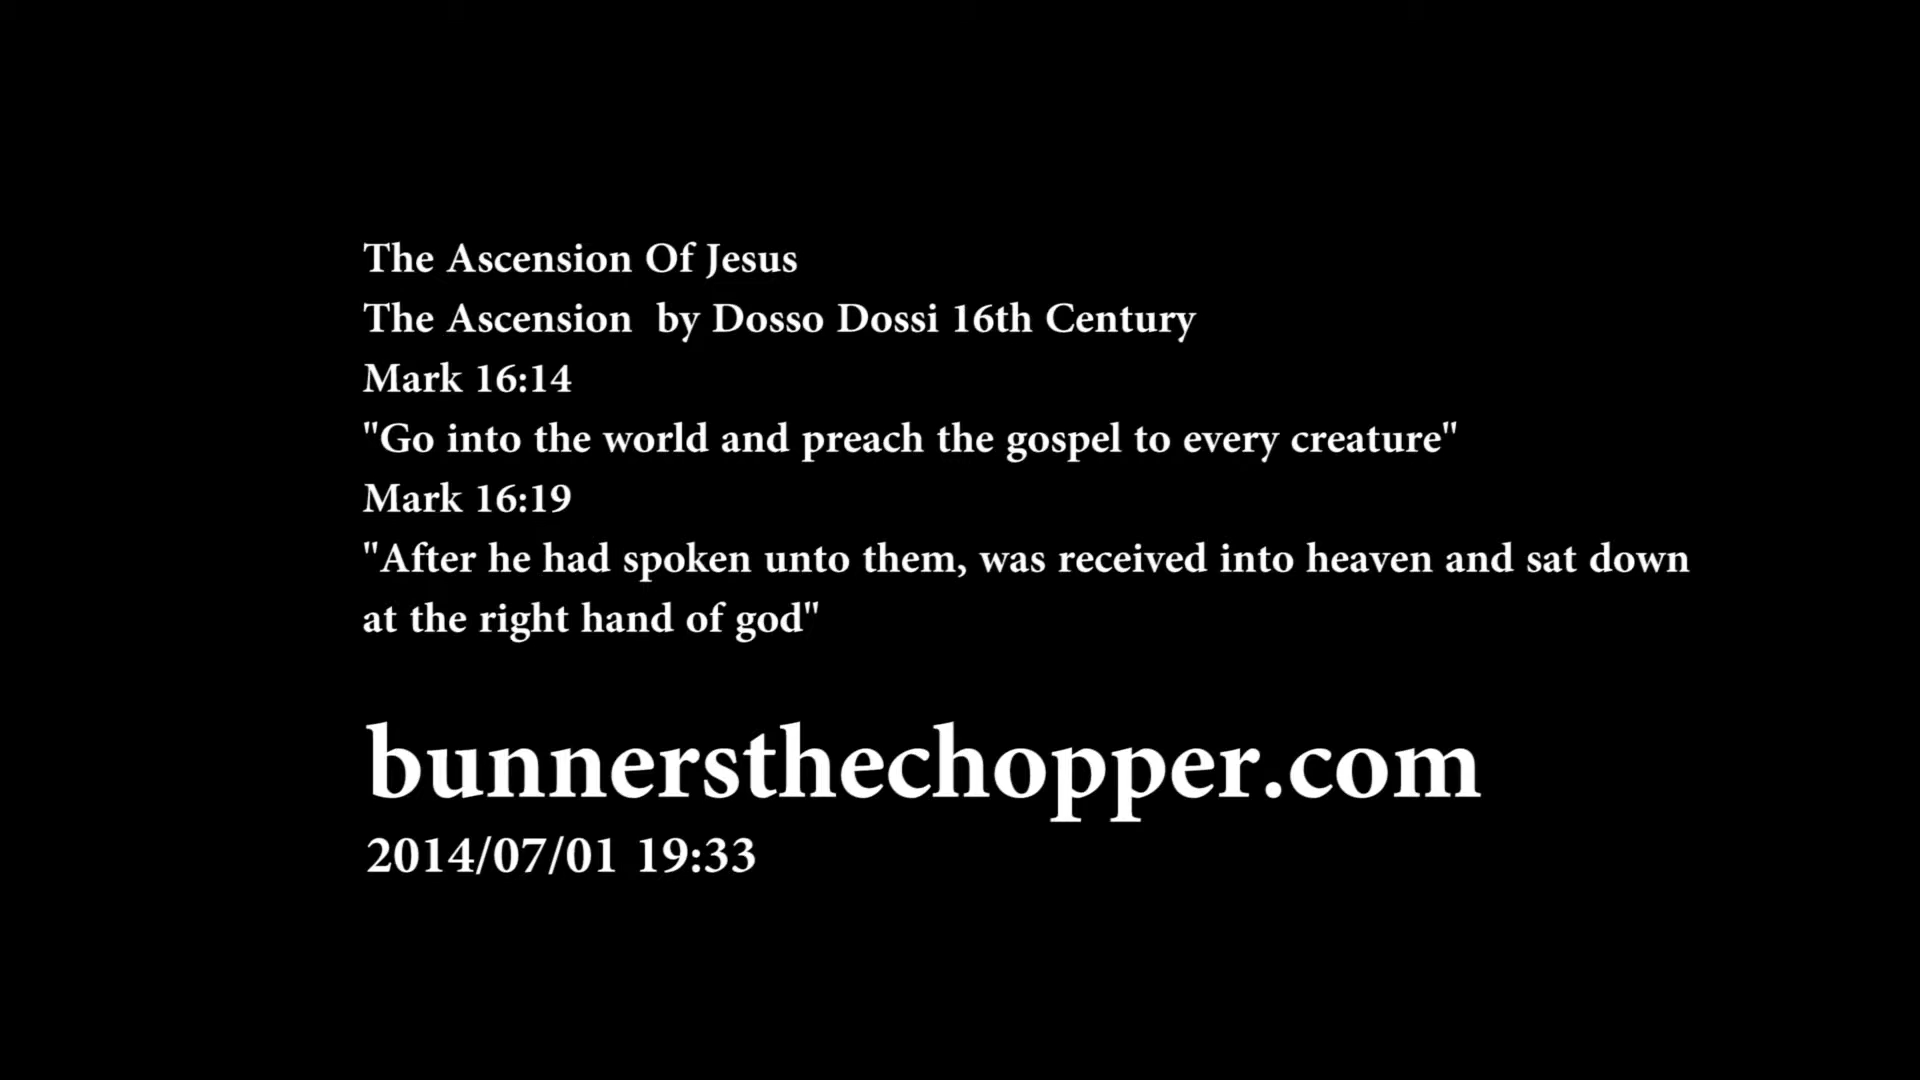 The Ascension Of Jesus
The Ascension  by Dosso Dossi 16th Century
Mark 16:14
"Go into the world and preach the gospel to every creature"
Mark 16:19
"After he had spoken unto them, was received into heaven and sat down
at the right hand of god"
bunnersthechopper.com
2014/07/01 19:33